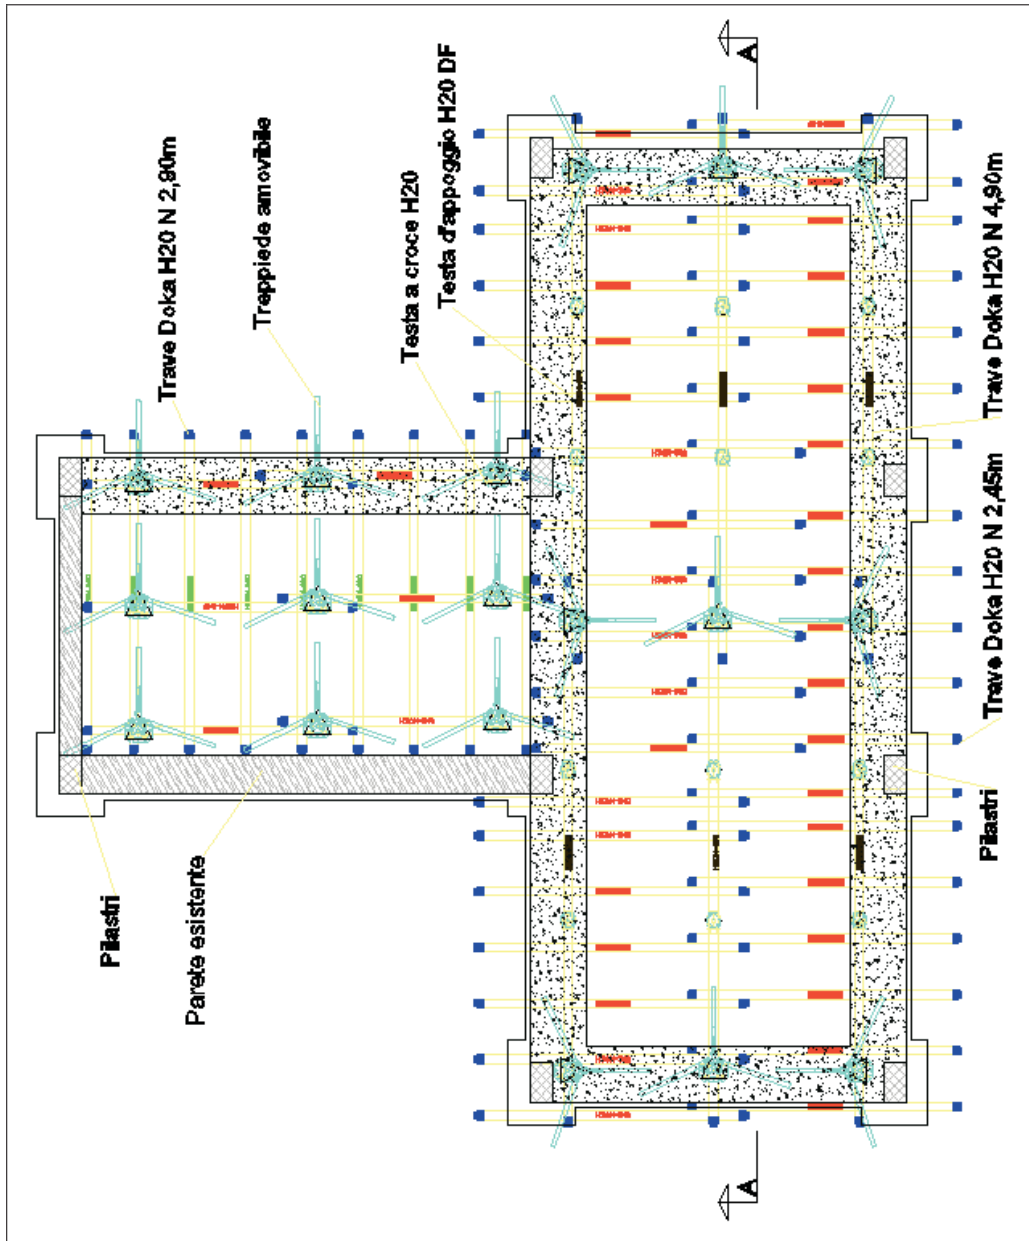 A
Trave Doka H20 N 2,90m
Treppiede amovibile
Testa a croce H20
Testa d'appoggio H20 DF
Trave Doka H20 N 4,90m
Trave Doka H20 N 2,45m
Pilastri
Pilastri
Parete esistente
A